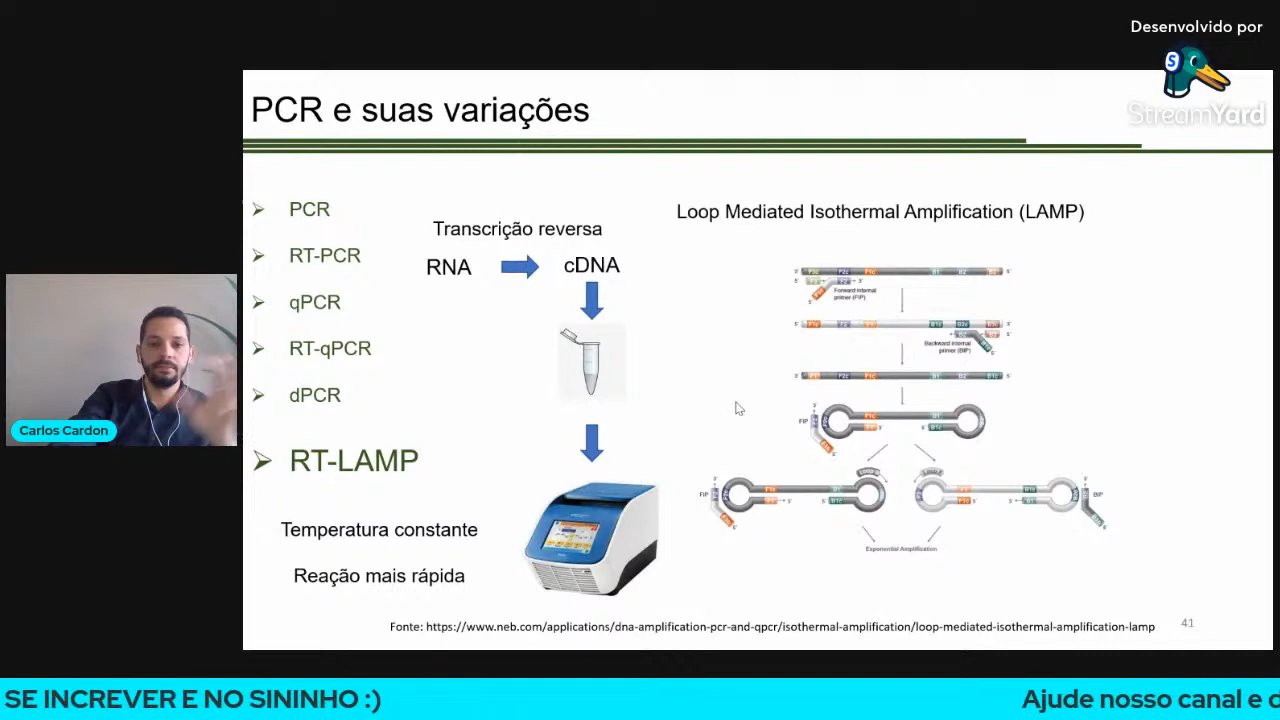 Desenvolvido por
StreamYard
PCR e suas variações
PCR
RT-PCR
qPCR
RT-qPCR
dPCR
RT-LAMP
Temperatura constante
Reação mais rápida
Transcrição reversa
RNA
cDNA
Loop Mediated Isothermal Amplification (LAMP)
Forward internal
primer (FIP)
Backward internal
primer (BIP)
FIP
FIP
BIP
Exponential Amplification
Fonte: https://www.neb.com/applications/dna-amplification-pcr-and-qpcr/isothermal-amplification/loop-mediated-isothermal-amplification-lamp
41
Carlos Cardon
SE INCREVER E NO SININHO :)
Ajude nosso canal e